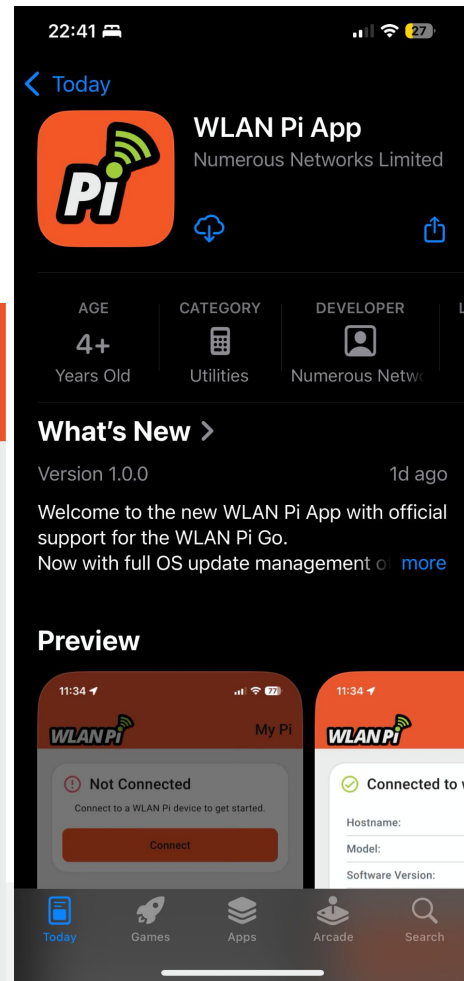 22:41
27
Today
Pi
WLAN Pi App
Numerous Networks Limited
AGE
CATEGORY
DEVELOPER
4+
Years Old
Utilities
Numerous Netw
What's New
Version 1.0.0
1d ago
Welcome to the new WLAN Pi App with official
support for the WLAN Pi Go.
Now with full OS update management
more
Preview
11:34
77
WLAN Pi
My Pi
Not Connected
Connect to a WLAN Pi device to get started.
Connect
11:34
WLAN Pi
Connected to
Hostname:
Model:
Software Version:
Today
Games
Apps
Arcade
Search